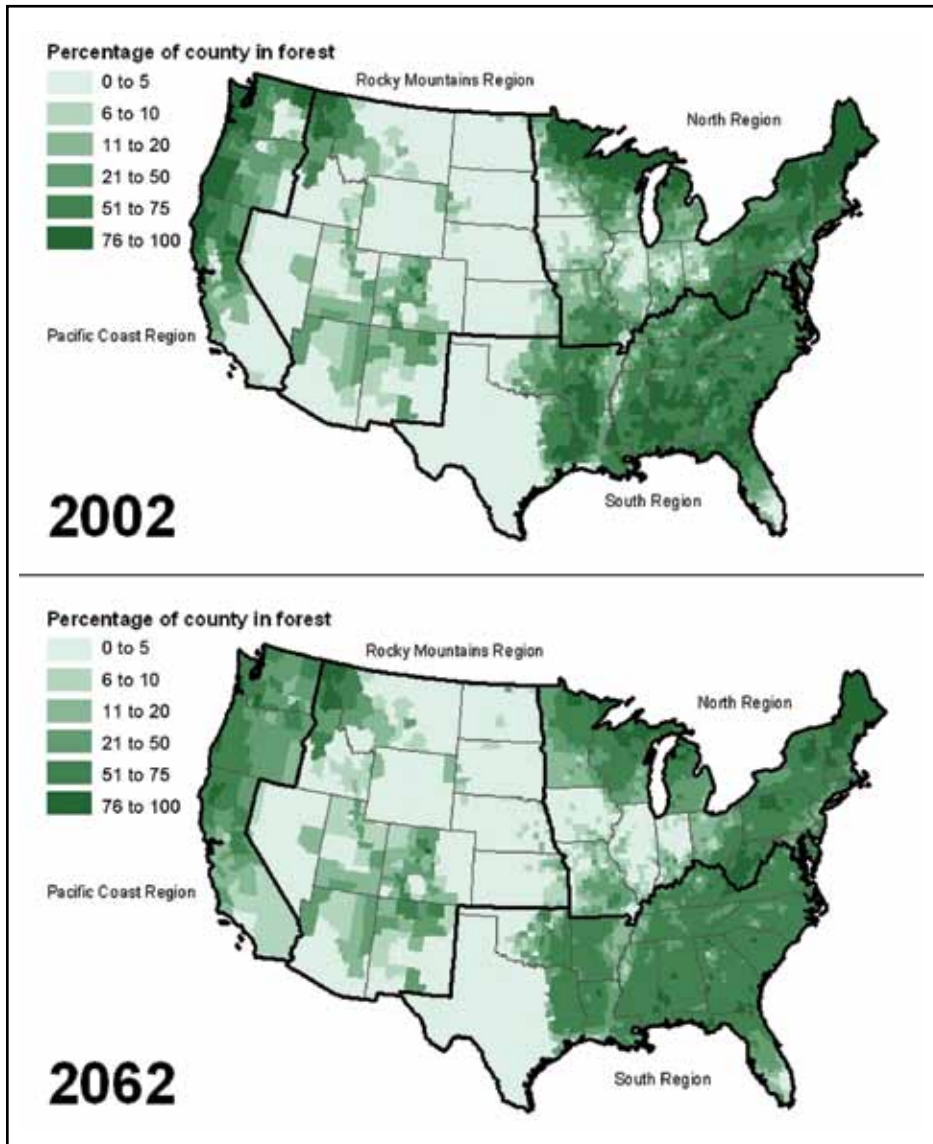 Percentage of county in forest
0 to 5
6 to 10
11 to 20
21 to 50
51 to 75
76 to 100
Rocky Mountains Region
North Region
Pacific Coast Region
South Region
2002
Percentage of county in forest
0 to 5
6 to 10
11 to 20
21 to 50
51 to 75
76 to 100
Rocky Mountains Region
North Region
Pacific Coast Region
South Region
2062